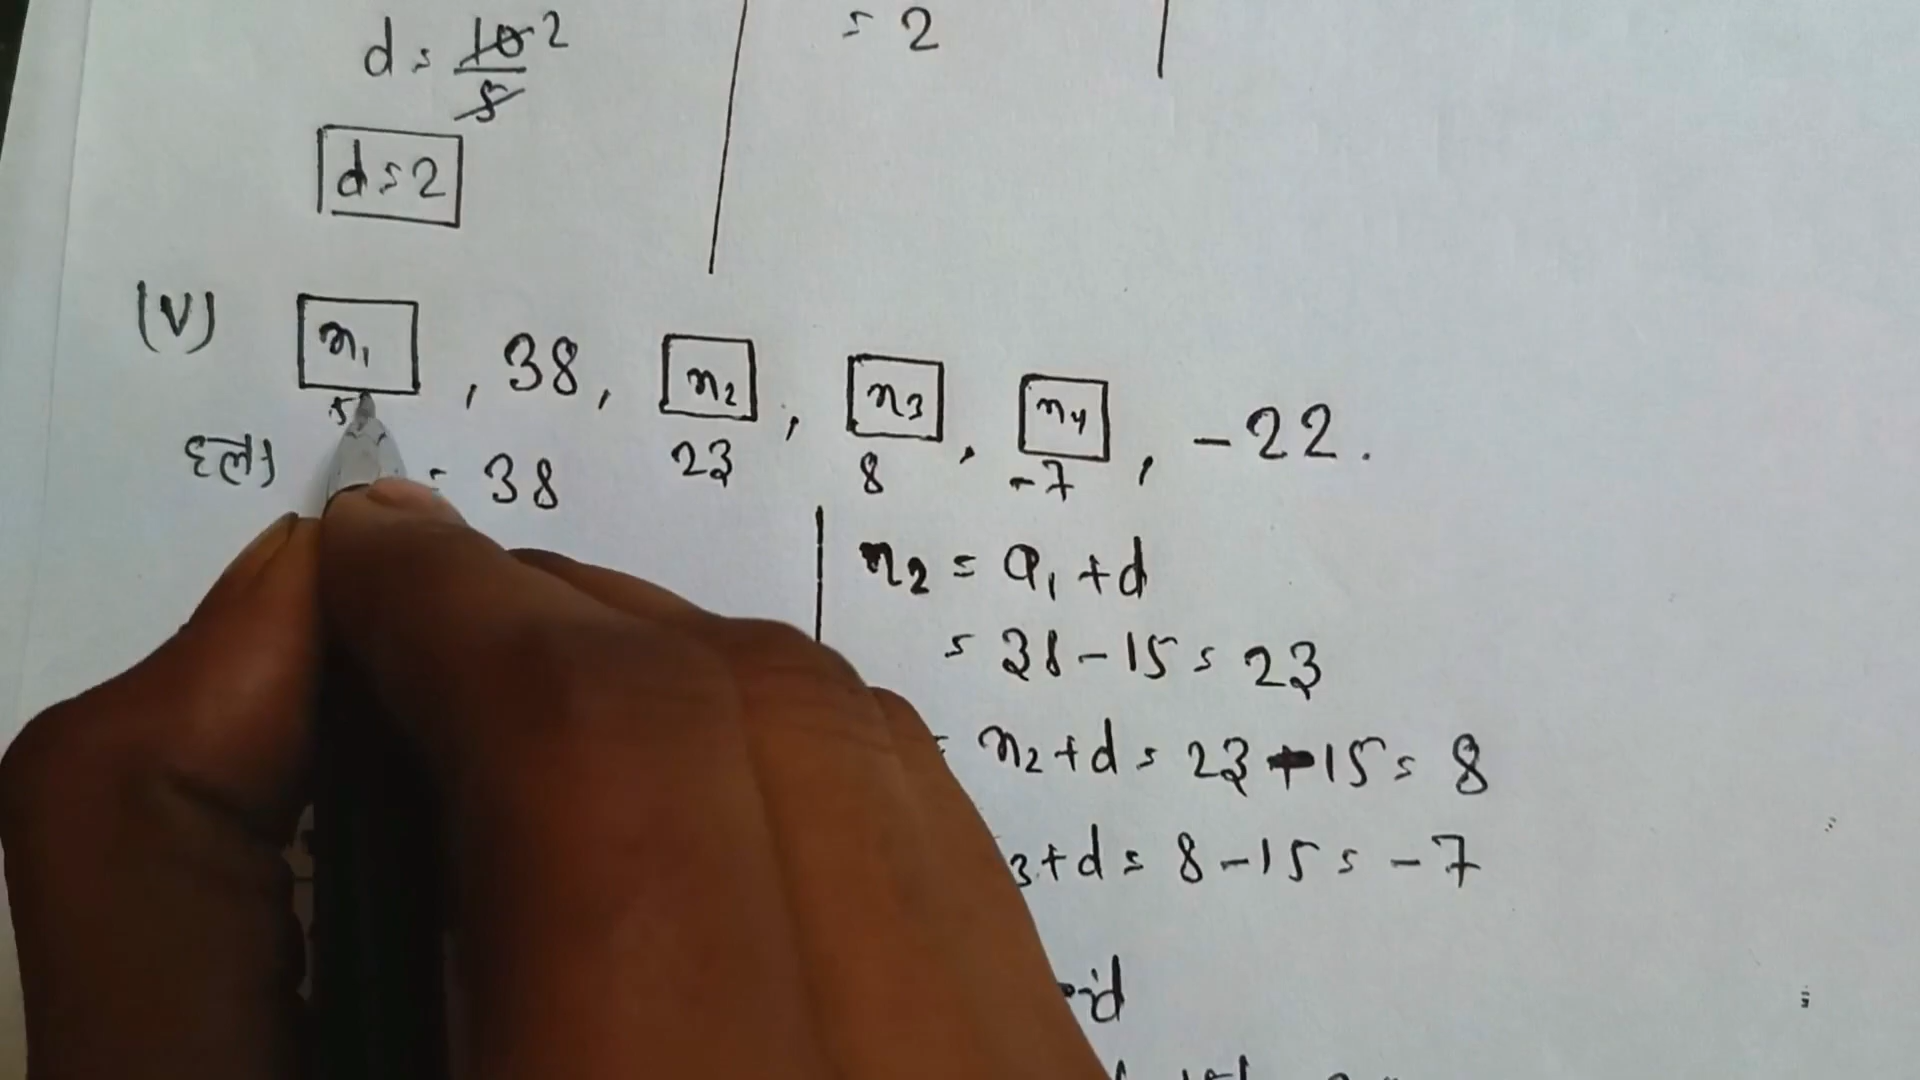 d = 10 2
5
= 2
d = 2
(V) x₁ , 38, x₂ , x₃ , x₄ , -22.
5 23 8 -7
हल। = 38
x₂ = a₁ + d
= 38 - 15 = 23
= x₂ + d = 23 - 15 = 8
3 + d = 8 - 15 = -7